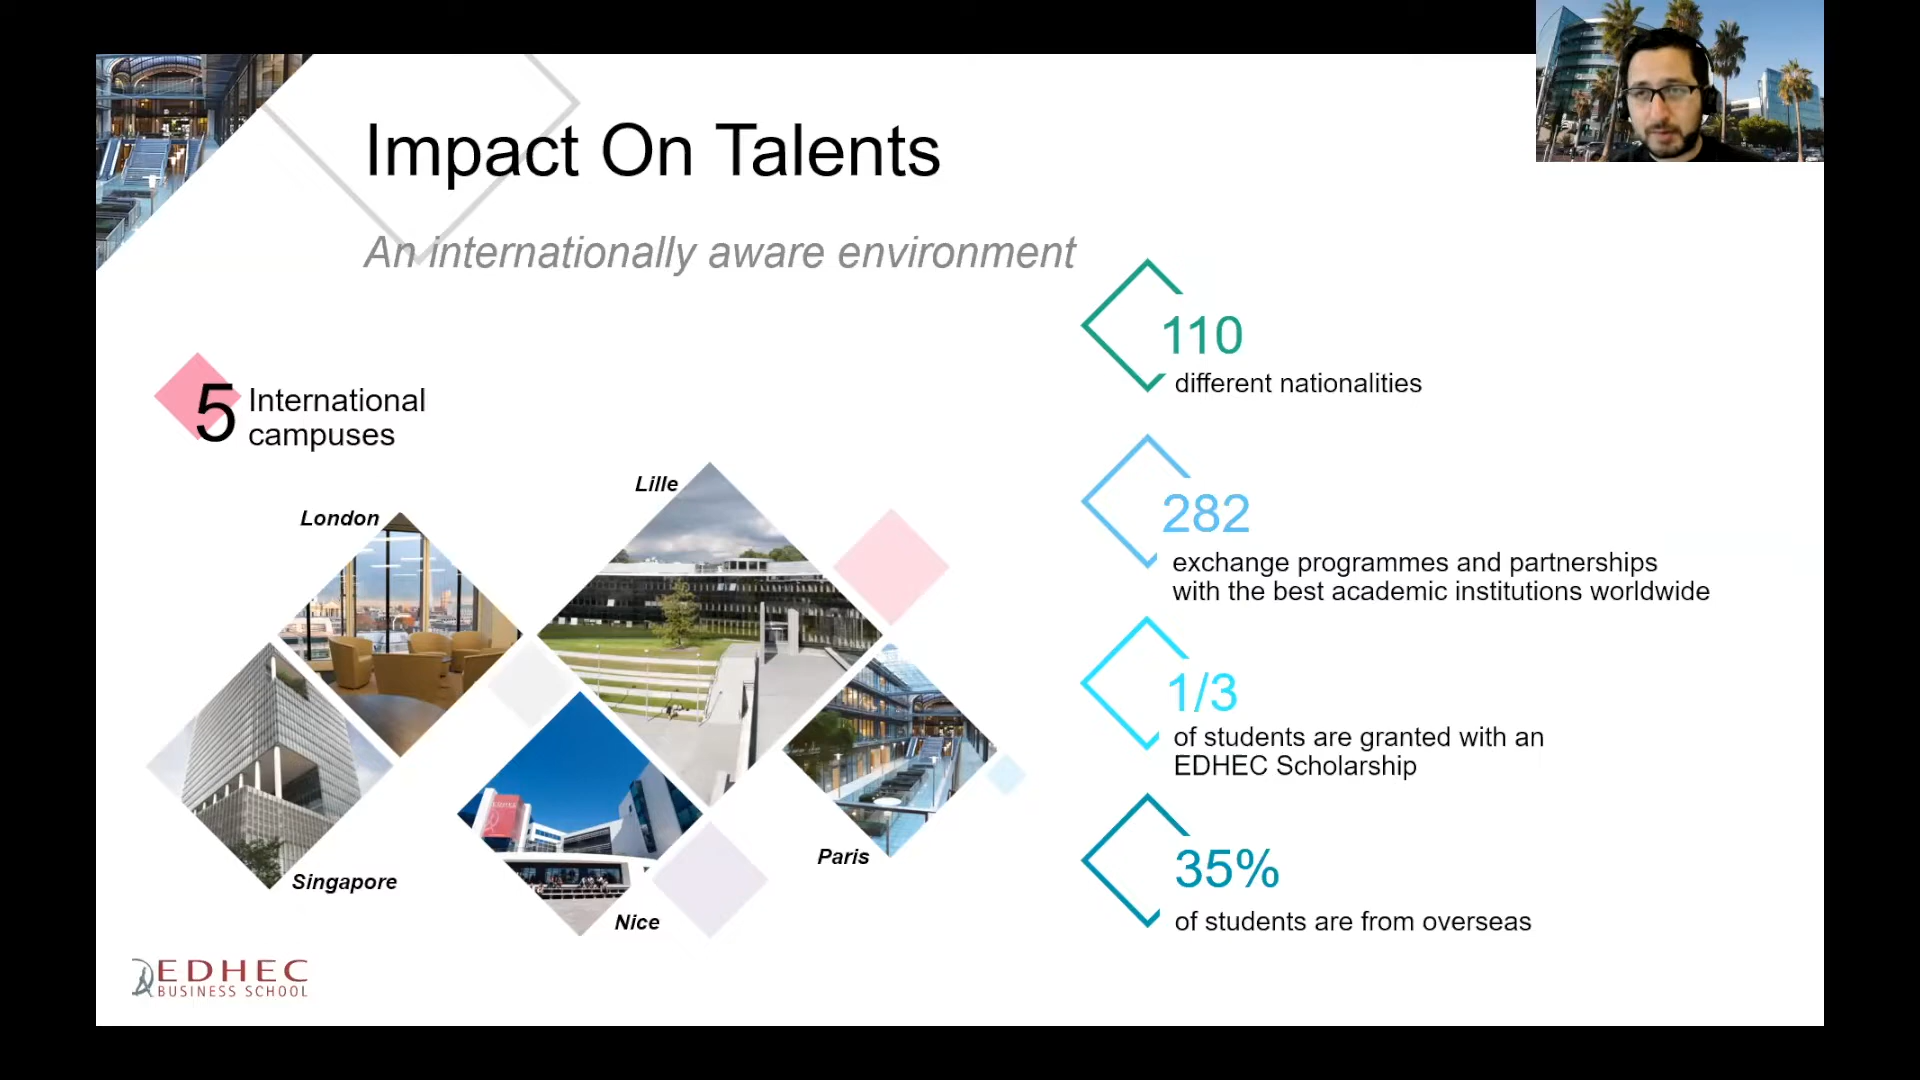 Impact On Talents
An internationally aware environment
5
International
campuses
London
Lille
Singapore
Nice
Paris
110
different nationalities
282
exchange programmes and partnerships
with the best academic institutions worldwide
1/3
of students are granted with an
EDHEC Scholarship
35%
of students are from overseas
EDHEC
BUSINESS SCHOOL